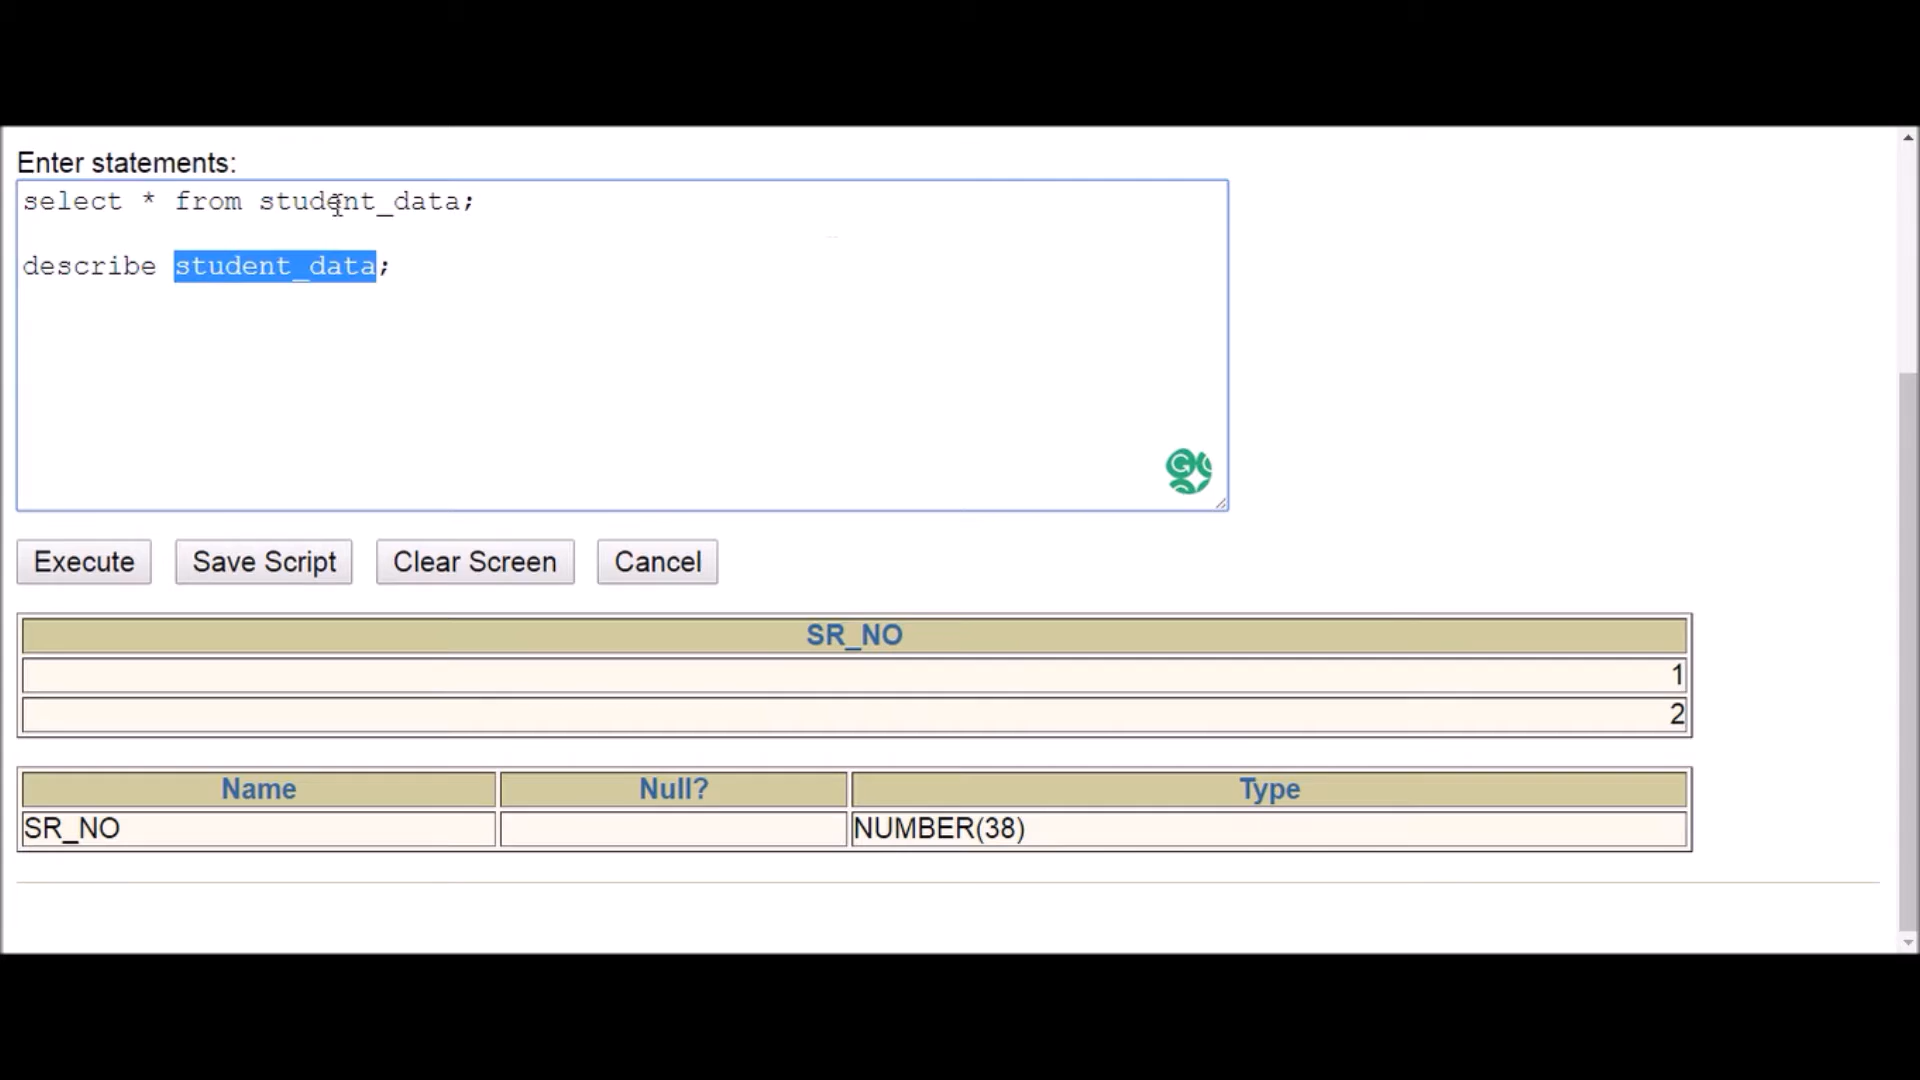 Enter statements:
select * from student_data;
describe student_data;
Execute Save Script Clear Screen Cancel
SR_NO
1
2
Name Null? Type
SR_NO NUMBER(38)